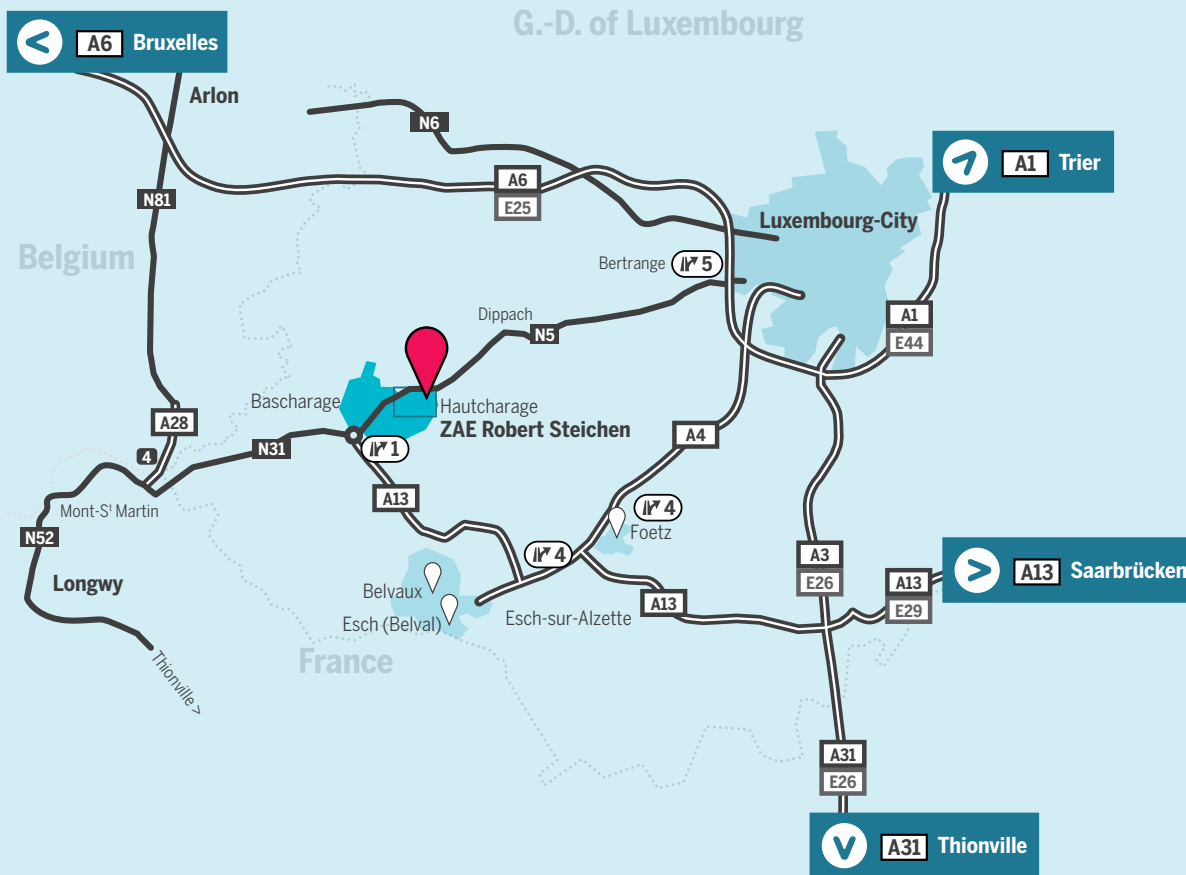 G.-D. of Luxembourg
< A6 Bruxelles
Arlon
N6
A1 Trier
A6
E25
N81
Luxembourg-City
Belgium
Bertrange 5
Dippach
N5
A1
E44
Bascharage
Hautcharage
ZAE Robert Steichen
A28
A4
N31
1
4
A13
Mont-Sᵗ Martin
4
Foetz
N52
4
A3
E26
A13 Saarbrücken
Longwy
Belvaux
A13
E29
A13
Esch (Belval)
Esch-sur-Alzette
France
Thionville >
A31
E26
A31 Thionville